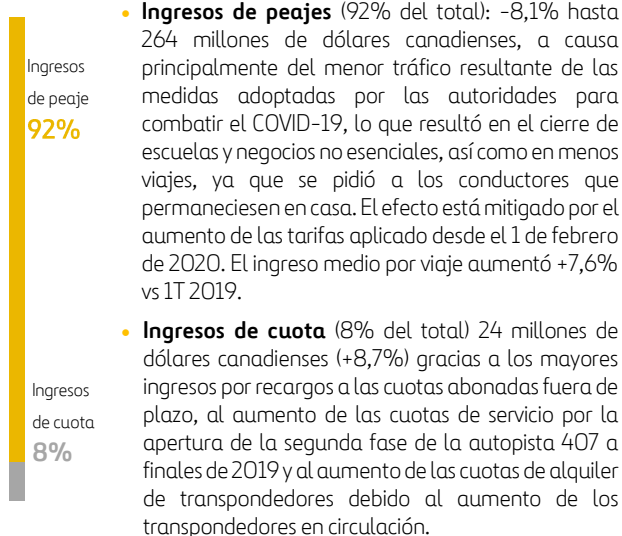 Ingresos
de peaje
92%
Ingresos
de cuota
8%
• Ingresos de peajes (92% del total): -8,1% hasta
264 millones de dólares canadienses, a causa
principalmente del menor tráfico resultante de las
medidas adoptadas por las autoridades para
combatir el COVID-19, lo que resultó en el cierre de
escuelas y negocios no esenciales, así como en menos
viajes, ya que se pidió a los conductores que
permaneciesen en casa. El efecto está mitigado por el
aumento de las tarifas aplicado desde el 1 de febrero
de 2020. El ingreso medio por viaje aumentó +7,6%
vs 1T 2019.
• Ingresos de cuota (8% del total) 24 millones de
dólares canadienses (+8,7%) gracias a los mayores
ingresos por recargos a las cuotas abonadas fuera de
plazo, al aumento de las cuotas de servicio por la
apertura de la segunda fase de la autopista 407 a
finales de 2019 y al aumento de las cuotas de alquiler
de transpondedores debido al aumento de los
transpondedores en circulación.